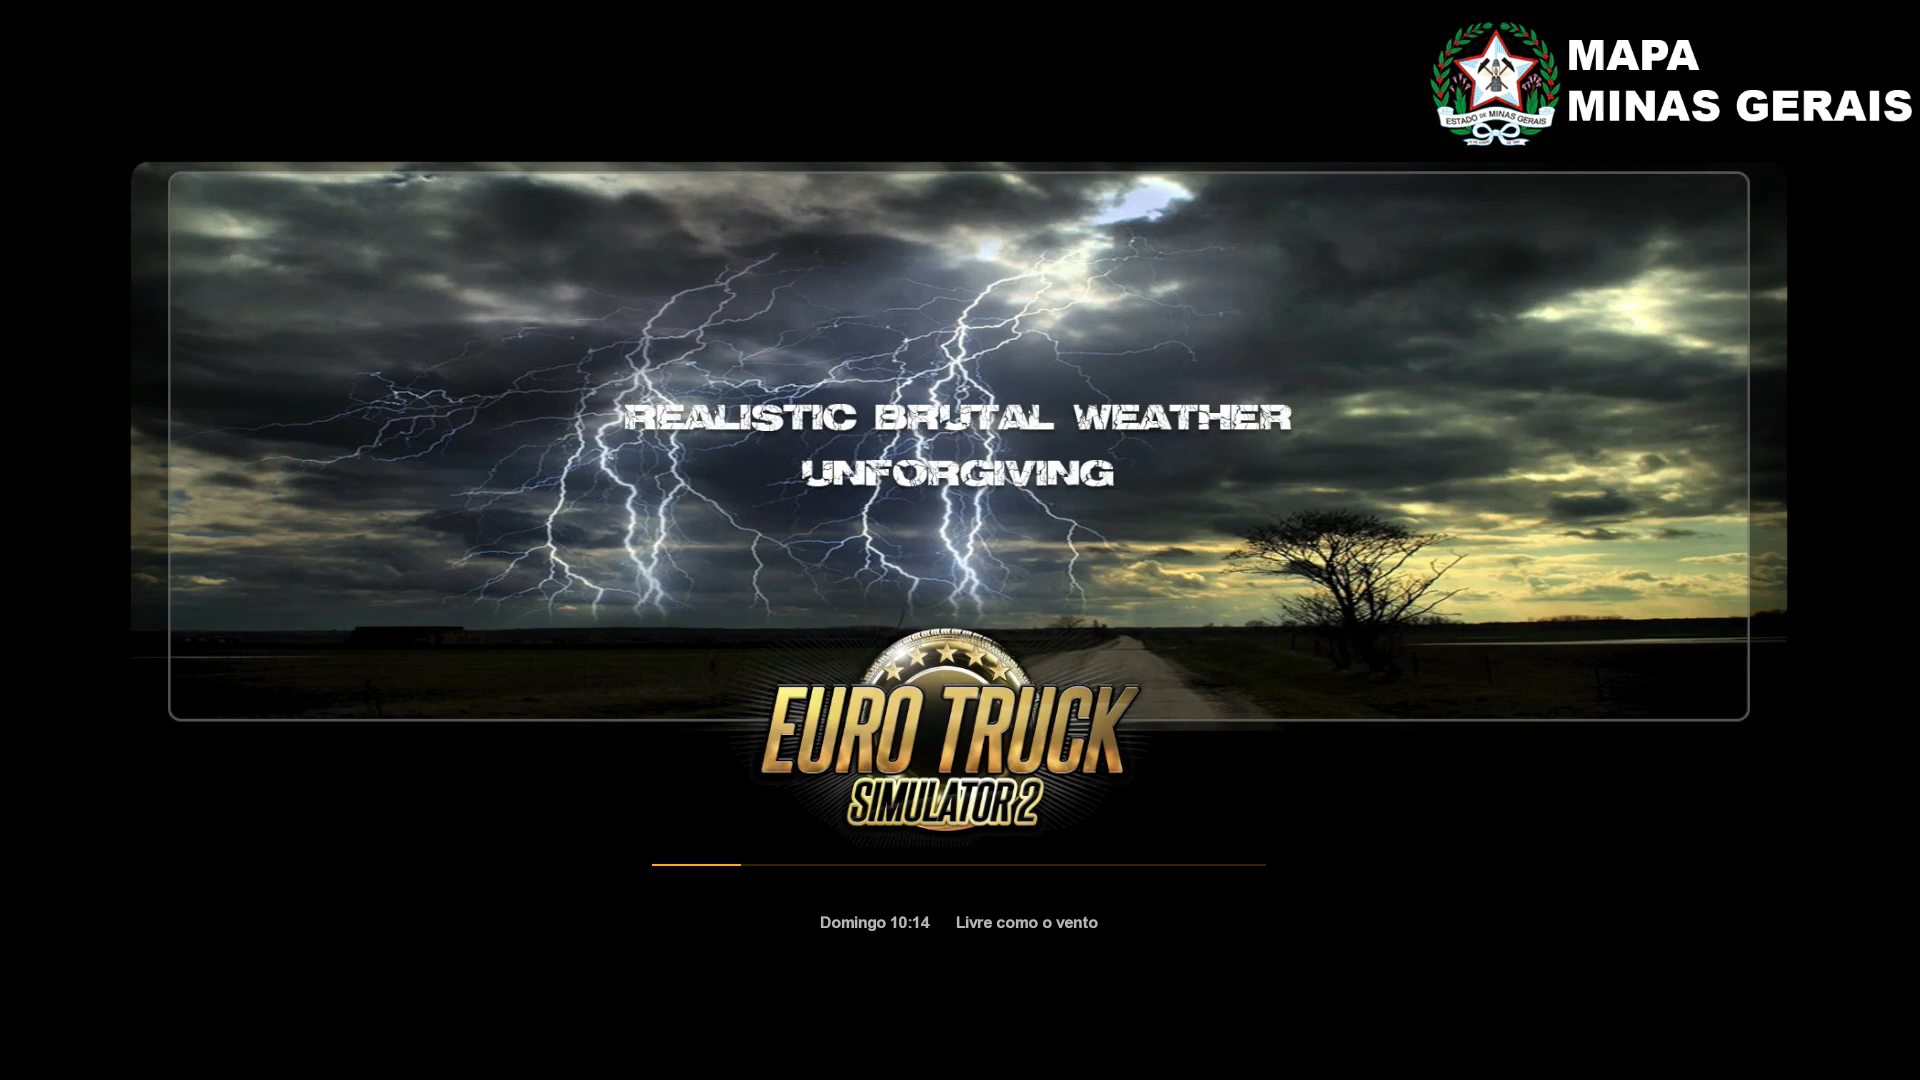 MAPA
MINAS GERAIS
ESTADO DE MINAS GERAIS
REALISTIC BRUTAL WEATHER
UNFORGIVING
EURO TRUCK
SIMULATOR 2
Domingo 10:14 Livre como o vento